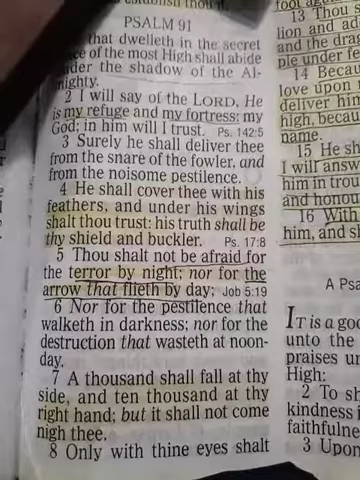 establish thou it.
PSALM 91
that dwelleth in the secret
of the most High shall abide
under the shadow of the Al-
mighty.
2 I will say of the LORD, He
is my refuge and my fortress: my
God; in him will I trust. Ps. 142:5
3 Surely he shall deliver thee
from the snare of the fowler, and
from the noisome pestilence.
4 He shall cover thee with his
feathers, and under his wings
shalt thou trust: his truth shall be
thy shield and buckler. Ps. 17:8
5 Thou shalt not be afraid for
the terror by night; nor for the
arrow that flieth by day; Job 5:19
6 Nor for the pestilence that
walketh in darkness; nor for the
destruction that wasteth at noon-
day.
7 A thousand shall fall at thy
side, and ten thousand at thy
right hand; but it shall not come
nigh thee.
8 Only with thine eyes shalt
foot again
13 Thou s
lion and ad
and the drag
ple under fe
14 Becau
love upon
deliver him
high, becau
name.
15 He sh
I will answ
him in trou
and honou
16 With
him, and sh
A Psa
IT is a goo
unto the
praises un
High:
2 To sh
kindness i
faithfulne
3 Upon